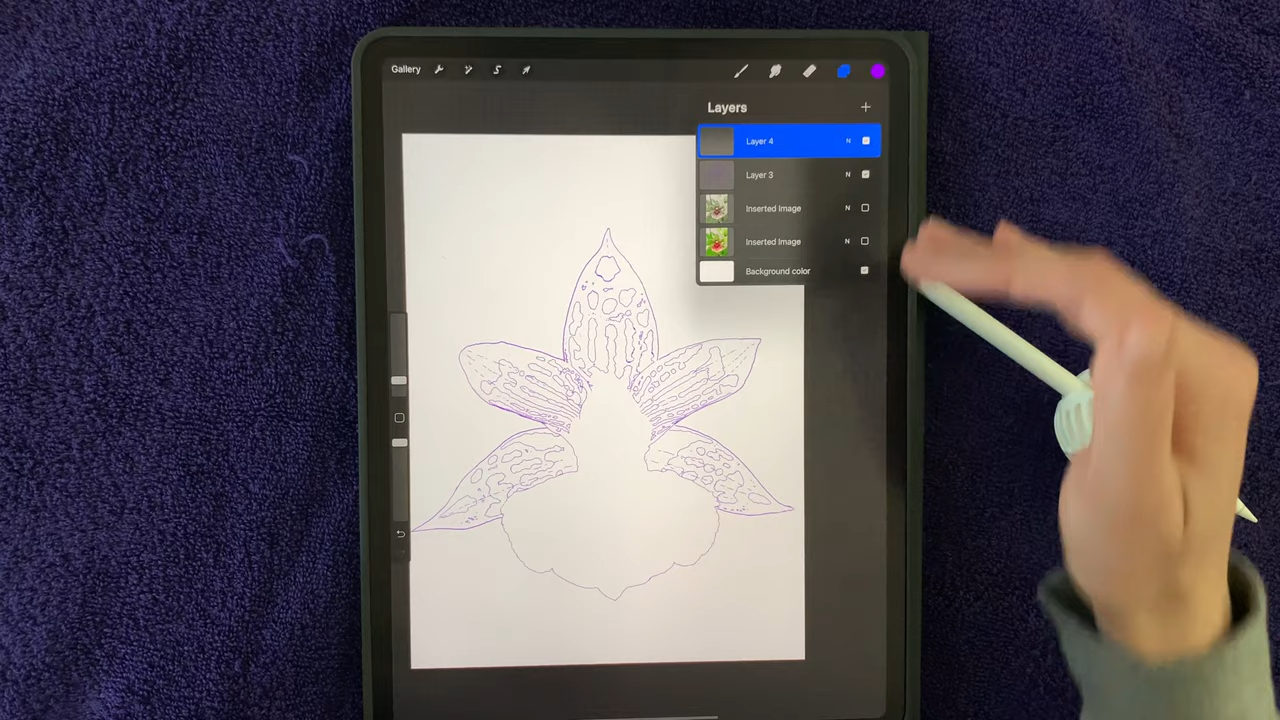 Gallery
Layers
Layer 4 N
Layer 3 N
Inserted Image N
Inserted Image N
Background color